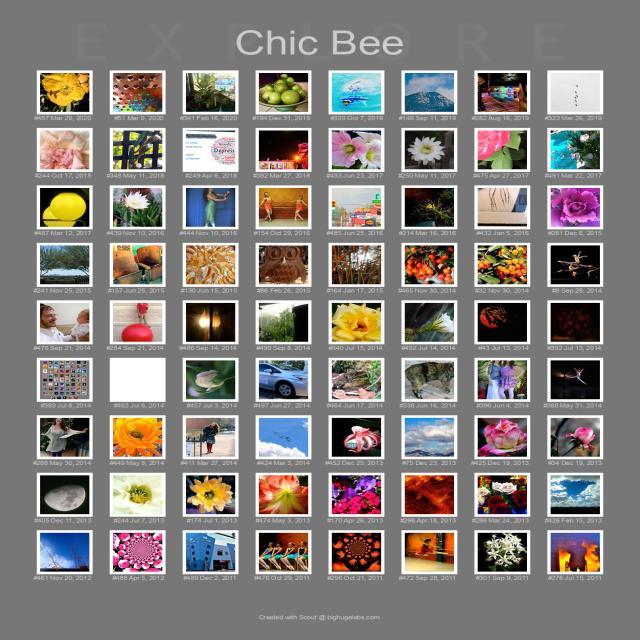 EXPLORE
Chic Bee
#457 Mar 29, 2020 #51 Mar 9, 2020 #341 Feb 16, 2020 #194 Dec 31, 2019 #320 Oct 7, 2019 #146 Sep 11, 2019 #282 Aug 16, 2019 #323 Mar 26, 2019
Depress
#244 Oct 17, 2018 #348 May 11, 2018 #249 Apr 6, 2018 #382 Mar 27, 2018 #483 Jun 23, 2017 #250 May 11, 2017 #475 Apr 27, 2017 #491 Mar 22, 2017
#487 Mar 12, 2017 #439 Nov 10, 2016 #444 Nov 10, 2016 #154 Oct 29, 2016 #485 Jun 25, 2016 #214 Mar 16, 2016 #432 Jan 5, 2016 #261 Dec 6, 2015
#241 Nov 25, 2015 #157 Jun 25, 2015 #130 Jun 15, 2015 #86 Feb 26, 2015 #164 Jan 17, 2015 #465 Nov 30, 2014 #32 Nov 30, 2014 #8 Sep 28, 2014
#476 Sep 21, 2014 #284 Sep 21, 2014 #486 Sep 14, 2014 #499 Sep 8, 2014 #340 Jul 15, 2014 #492 Jul 14, 2014 #43 Jul 13, 2014 #392 Jul 13, 2014
#389 Jul 8, 2014 #463 Jul 6, 2014 #457 Jul 3, 2014 #497 Jun 27, 2014 #464 Jun 17, 2014 #338 Jun 16, 2014 #396 Jun 4, 2014 #388 May 31, 2014
#288 May 30, 2014 #449 May 8, 2014 #411 Mar 27, 2014 #424 Mar 3, 2014 #452 Dec 25, 2013 #75 Dec 23, 2013 #425 Dec 19, 2013 #34 Dec 19, 2013
#405 Dec 11, 2013 #244 Jul 7, 2013 #174 Jul 1, 2013 #474 May 3, 2013 #170 Apr 26, 2013 #296 Apr 18, 2013 #286 Mar 24, 2013 #426 Feb 15, 2013
#461 Nov 20, 2012 #488 Apr 5, 2012 #489 Dec 2, 2011 #476 Oct 29, 2011 #296 Oct 21, 2011 #472 Sep 28, 2011 #301 Sep 9, 2011 #276 Jul 15, 2011
Created with Scout @ bighugelabs.com